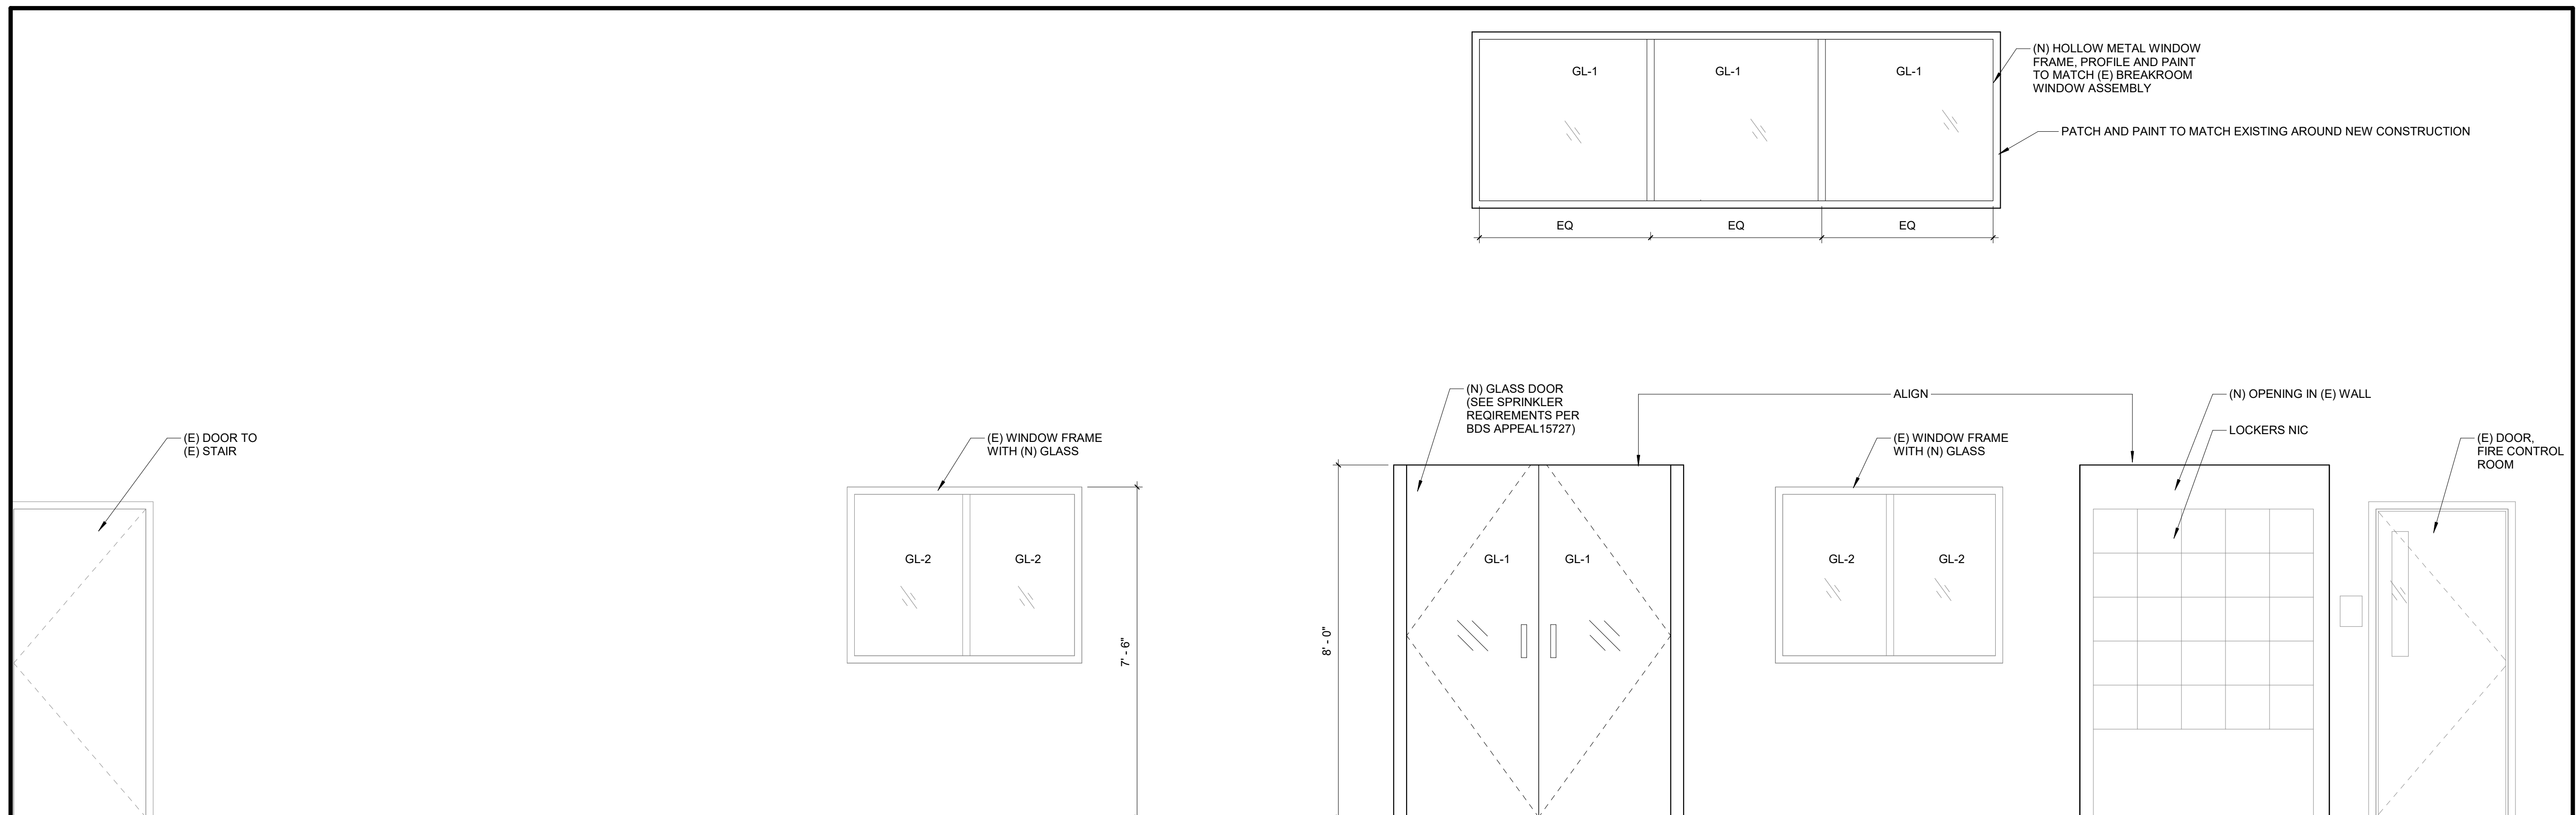 GL-1
GL-1
GL-1
(N) HOLLOW METAL WINDOW
FRAME, PROFILE AND PAINT
TO MATCH (E) BREAKROOM
WINDOW ASSEMBLY
PATCH AND PAINT TO MATCH EXISTING AROUND NEW CONSTRUCTION
EQ
EQ
EQ
(E) DOOR TO
(E) STAIR
(E) WINDOW FRAME
WITH (N) GLASS
(N) GLASS DOOR
(SEE SPRINKLER
REQIREMENTS PER
BDS APPEAL15727)
ALIGN
(E) WINDOW FRAME
WITH (N) GLASS
(N) OPENING IN (E) WALL
LOCKERS NIC
(E) DOOR,
FIRE CONTROL
ROOM
GL-2
GL-2
GL-1
GL-1
GL-2
GL-2
7' - 6"
8' - 0"